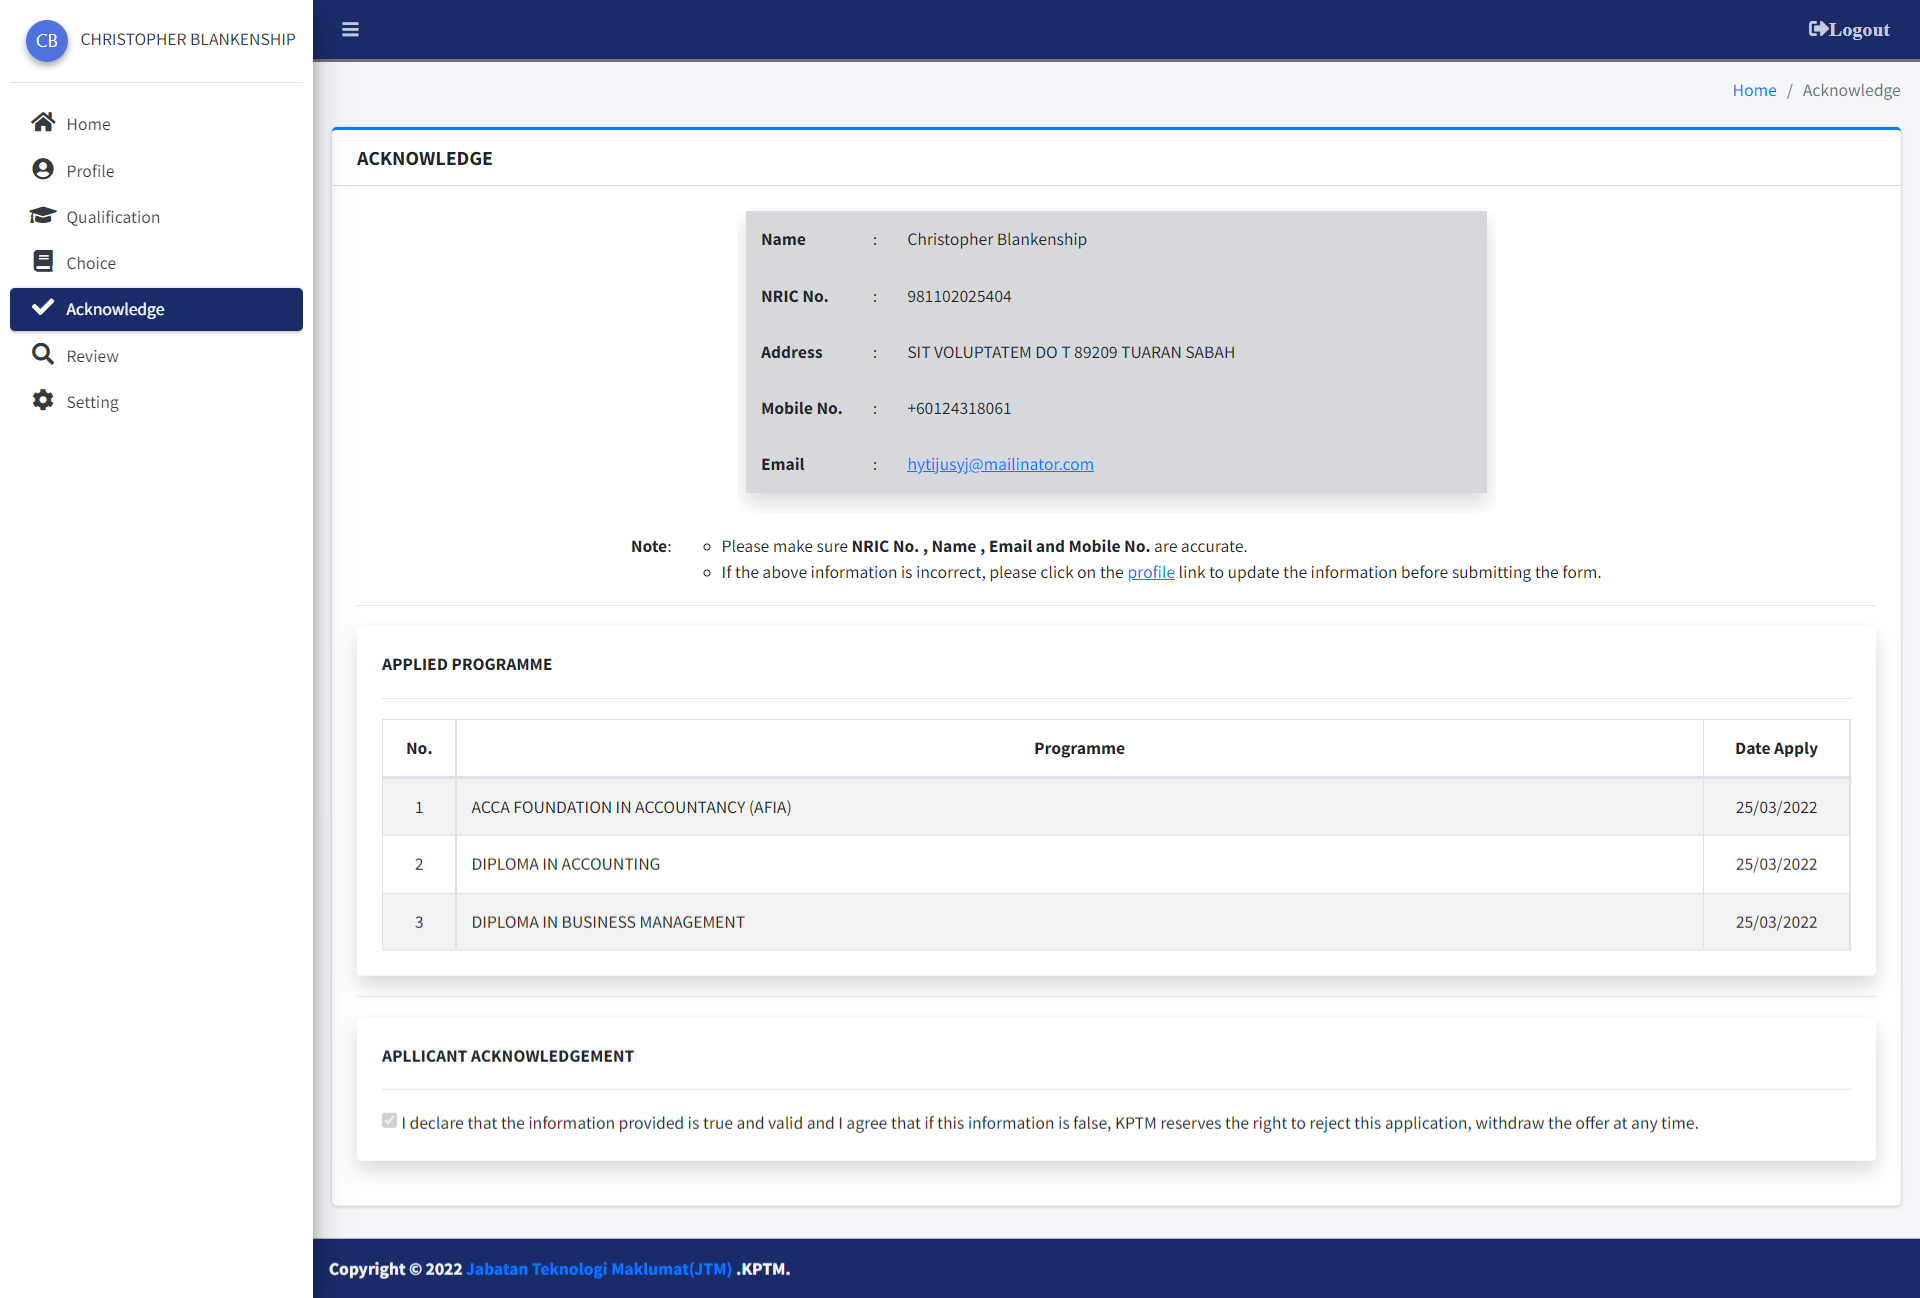 CB CHRISTOPHER BLANKENSHIP
Home
Profile
Qualification
Choice
Acknowledge
Review
Setting
Logout
Home / Acknowledge
ACKNOWLEDGE
Name : Christopher Blankenship
NRIC No. : 981102025404
Address : SIT VOLUPTATEM DO T 89209 TUARAN SABAH
Mobile No. : +60124318061
Email : hytijusyj@mailinator.com
Note: Please make sure NRIC No. , Name , Email and Mobile No. are accurate.
If the above information is incorrect, please click on the profile link to update the information before submitting the form.
APPLIED PROGRAMME
No. Programme Date Apply
1 ACCA FOUNDATION IN ACCOUNTANCY (AFIA) 25/03/2022
2 DIPLOMA IN ACCOUNTING 25/03/2022
3 DIPLOMA IN BUSINESS MANAGEMENT 25/03/2022
APLLICANT ACKNOWLEDGEMENT
I declare that the information provided is true and valid and I agree that if this information is false, KPTM reserves the right to reject this application, withdraw the offer at any time.
Copyright © 2022 Jabatan Teknologi Maklumat(JTM) .KPTM.